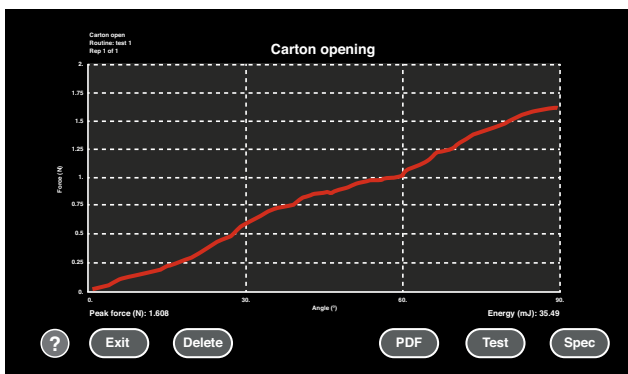 Carton open
Routine: test 1
Rep 1 of 1
Carton opening
2.
1.75
1.5
1.25
1.
0.75
0.5
0.25
0.
Force (N)
0.
30.
60.
90.
Angle (°)
Peak force (N): 1.608
Energy (mJ): 35.49
?
Exit
Delete
PDF
Test
Spec